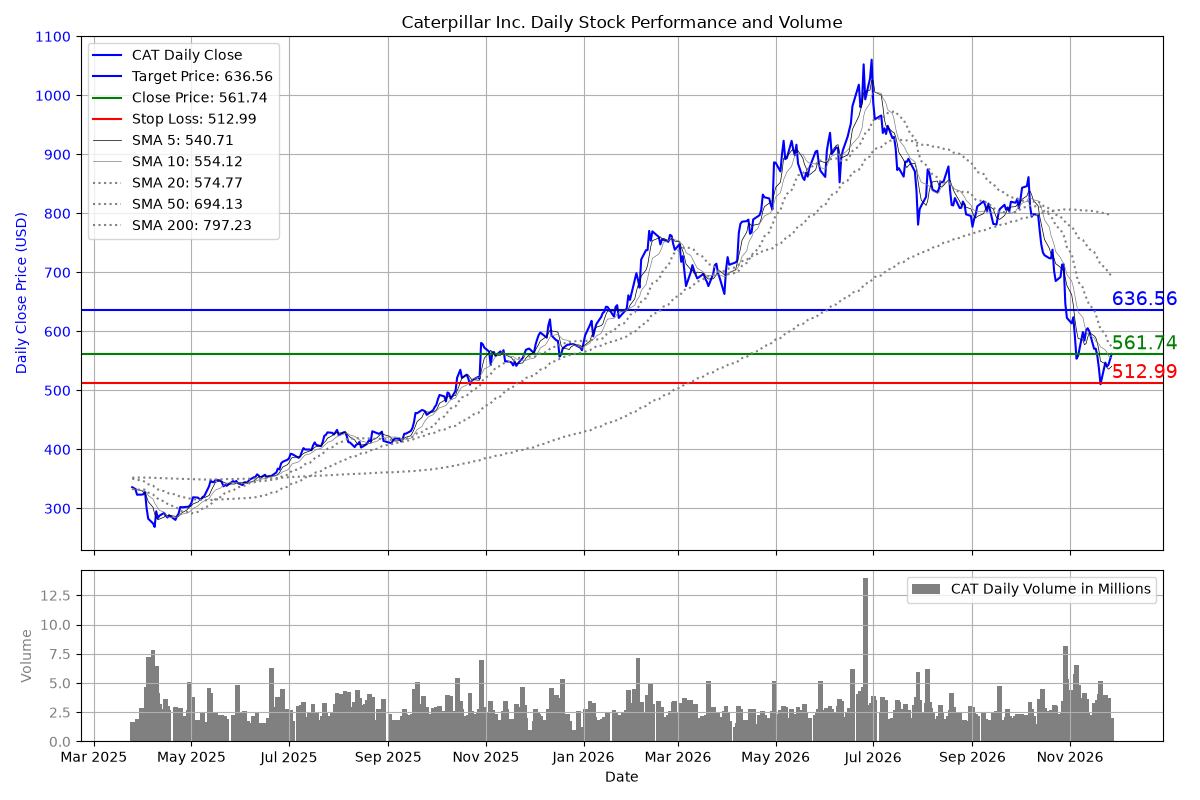 Caterpillar Inc. Daily Stock Performance and Volume
Daily Close Price (USD)
1100
1000
900
800
700
600
500
400
300
CAT Daily Close
Target Price: 636.56
Close Price: 561.74
Stop Loss: 512.99
SMA 5: 540.71
SMA 10: 554.12
SMA 20: 574.77
SMA 50: 694.13
SMA 200: 797.23
636.56
561.74
512.99
Volume
12.5
10.0
7.5
5.0
2.5
0.0
CAT Daily Volume in Millions
Mar 2025
May 2025
Jul 2025
Sep 2025
Nov 2025
Jan 2026
Mar 2026
May 2026
Jul 2026
Sep 2026
Nov 2026
Date